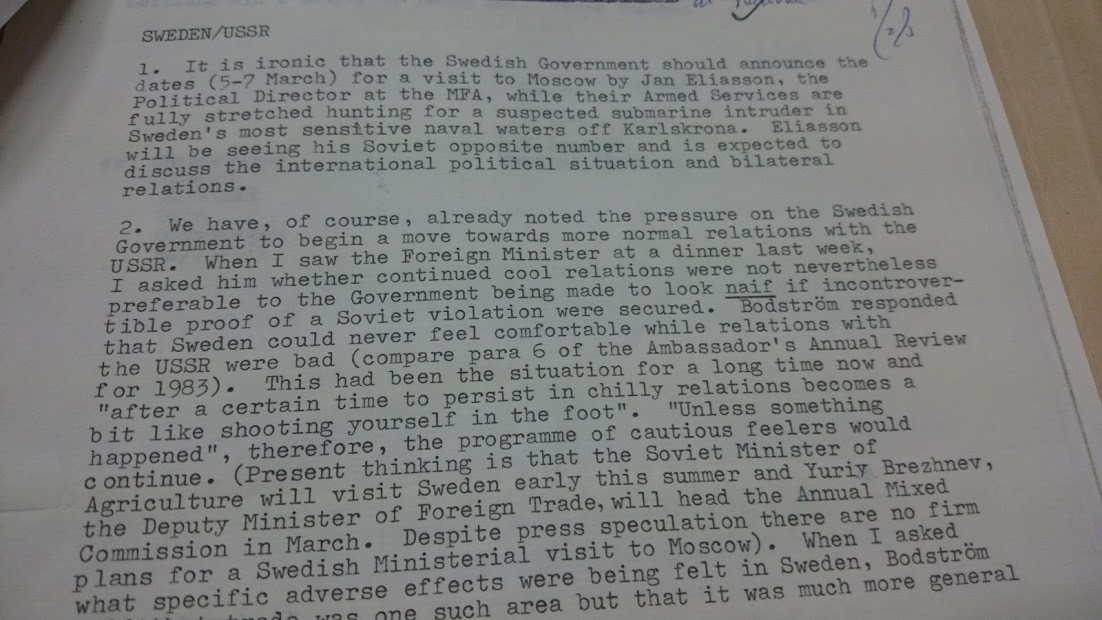 SWEDEN/USSR
1. It is ironic that the Swedish Government should announce the
dates (5-7 March) for a visit to Moscow by Jan Eliasson, the
Political Director at the MFA, while their Armed Services are
fully stretched hunting for a suspected submarine intruder in
Sweden's most sensitive naval waters off Karlskrona. Eliasson
will be seeing his Soviet opposite number and is expected to
discuss the international political situation and bilateral
relations.
2. We have, of course, already noted the pressure on the Swedish
Government to begin a move towards more normal relations with the
USSR. When I saw the Foreign Minister at a dinner last week,
I asked him whether continued cool relations were not nevertheless
preferable to the Government being made to look naif if incontrover-
tible proof of a Soviet violation were secured. Bodström responded
that Sweden could never feel comfortable while relations with
the USSR were bad (compare para 6 of the Ambassador's Annual Review
for 1983). This had been the situation for a long time now and
"after a certain time to persist in chilly relations becomes a
bit like shooting yourself in the foot". "Unless something
happened", therefore, the programme of cautious feelers would
continue. (Present thinking is that the Soviet Minister of
Agriculture will visit Sweden early this summer and Yuriy Brezhnev,
the Deputy Minister of Foreign Trade, will head the Annual Mixed
Commission in March. Despite press speculation there are no firm
plans for a Swedish Ministerial visit to Moscow). When I asked
what specific adverse effects were being felt in Sweden, Bodström
that trade was one such area but that it was much more general